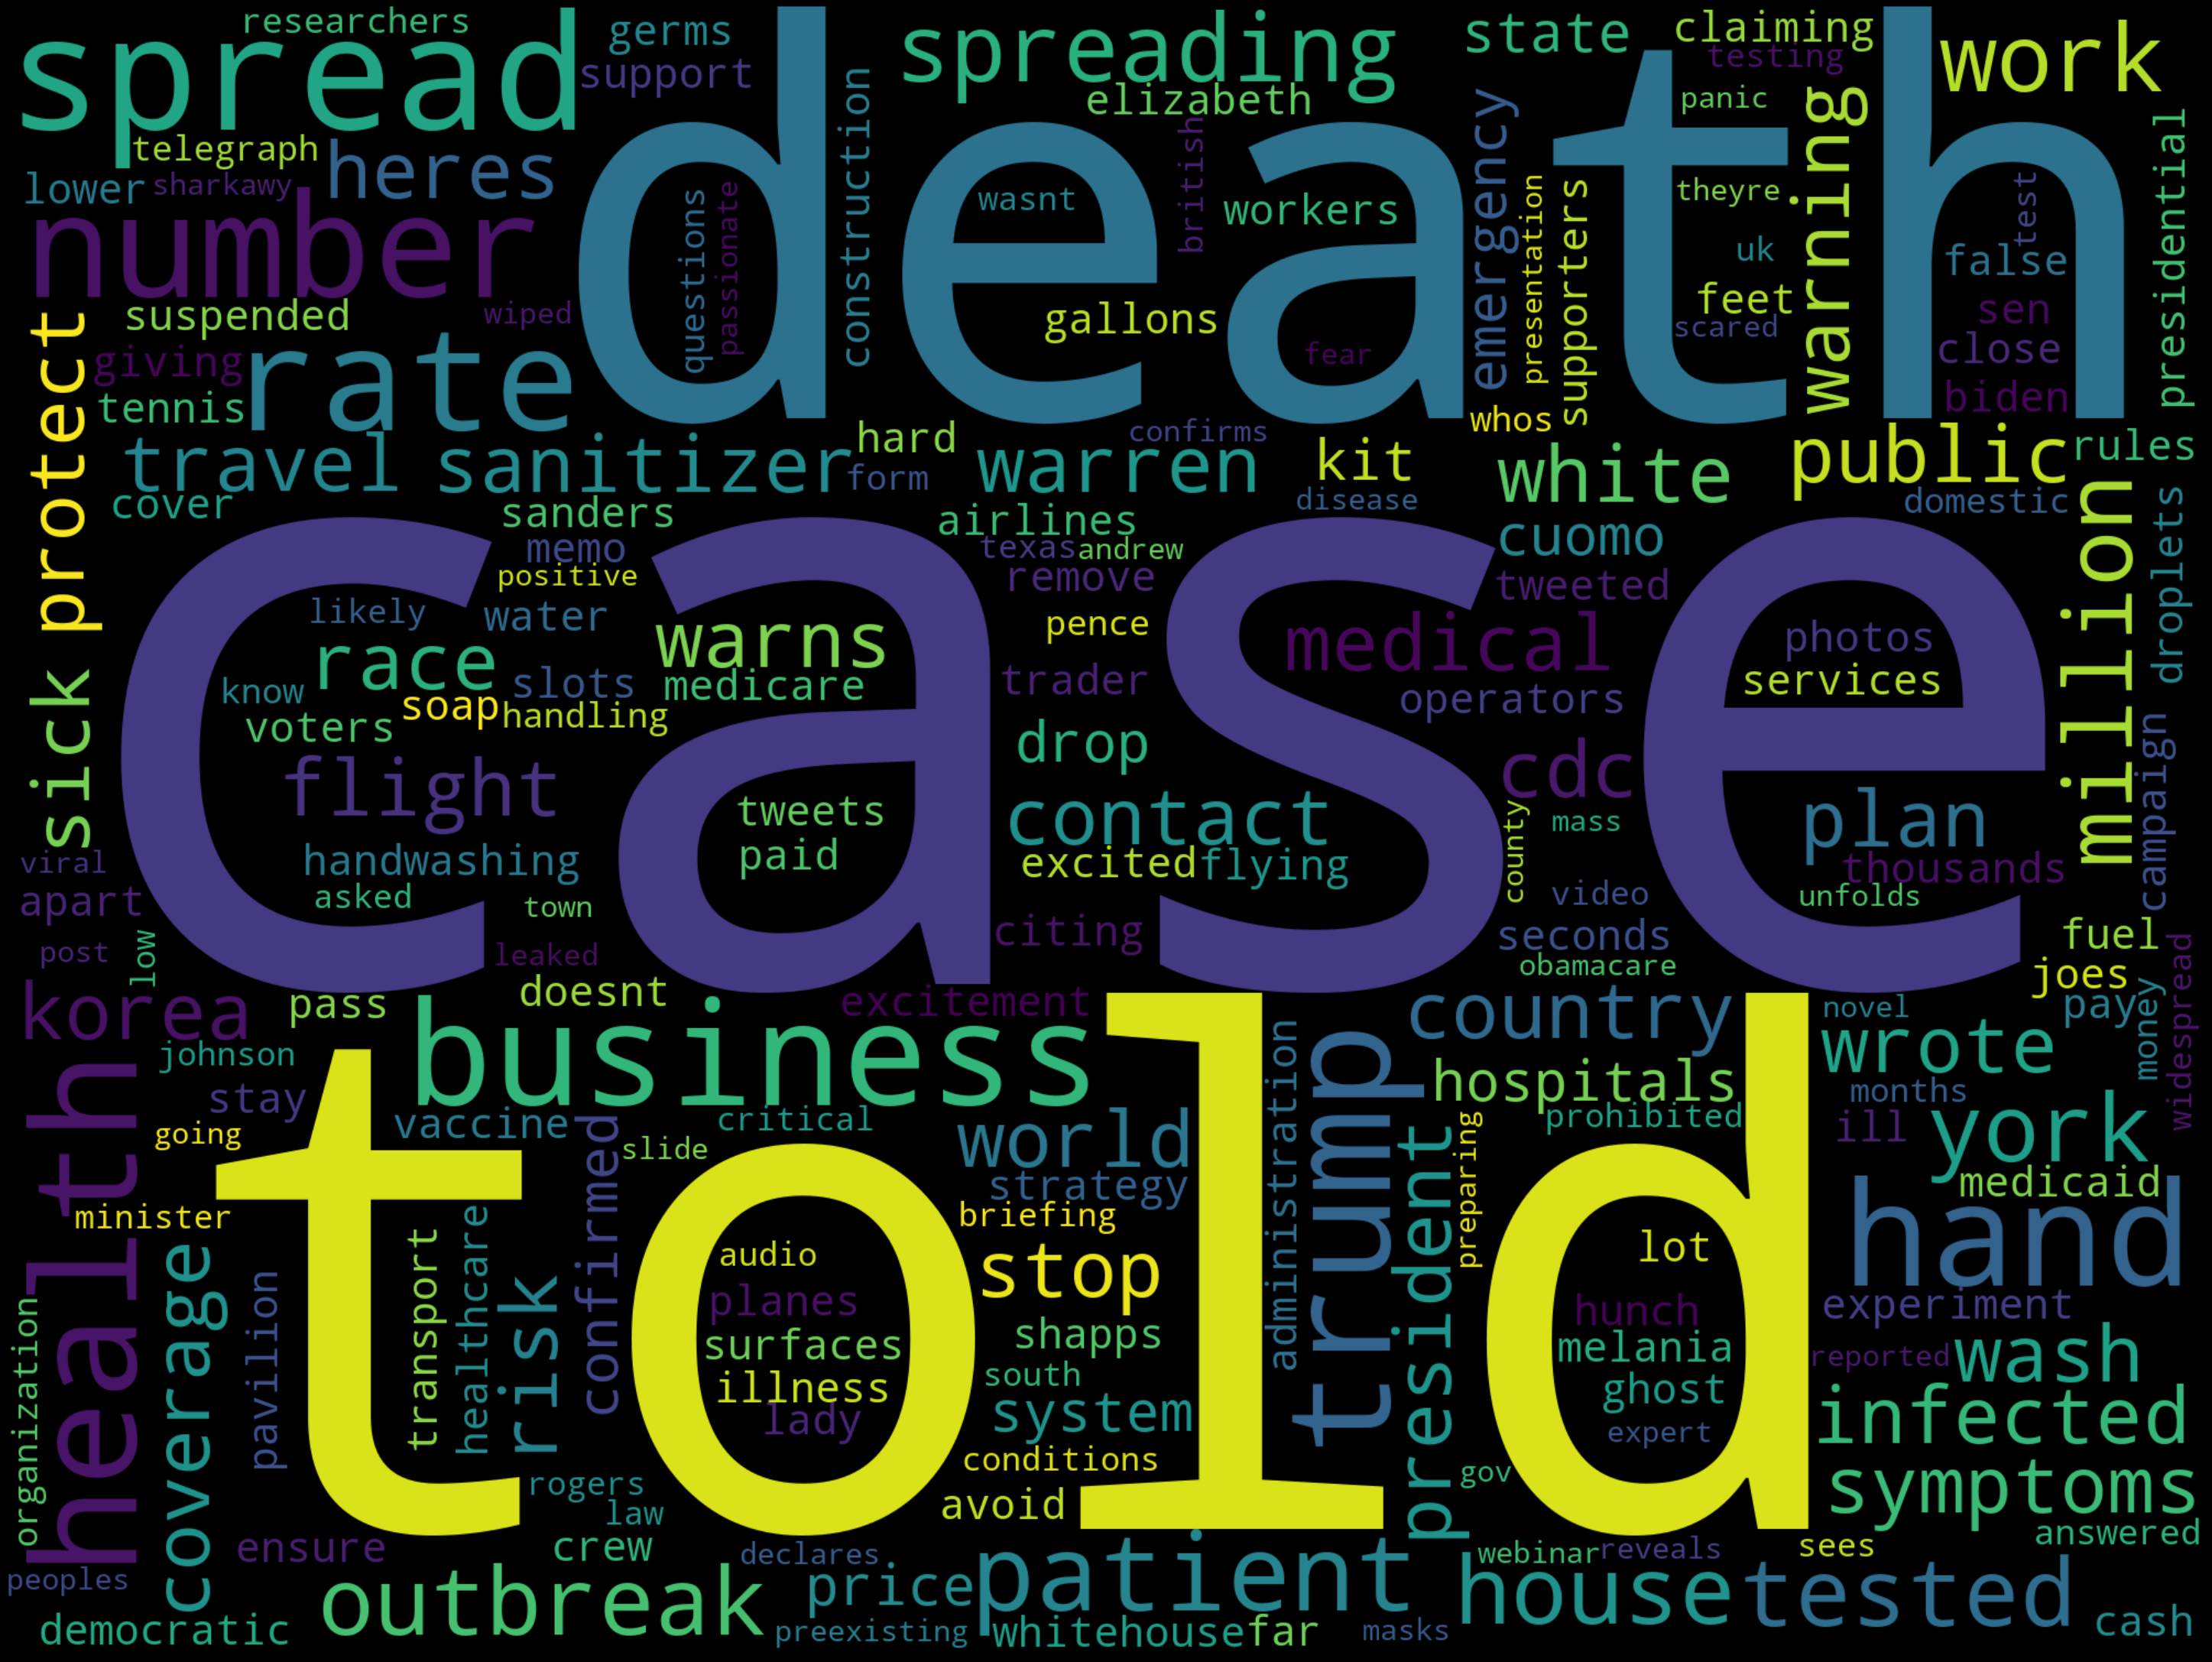 researchers
spread
germs
support
spreading
elizabeth
state
claiming
testing
work
panic
telegraph
heres
lower
sharkawy
number
death
questions
passionate
construction
wasnt
british
workers
emergency
presentation
supporters
theyre
warning
test
uk
false
presidential
feet
sen
scared
close
biden
gallons
fear
suspended
wiped
giving
rate
tennis
protect
travel
sanitizer
hard
form
confirms
warren
whos
kit
disease
white
public
rules
domestic
cover
sanders
airlines
memo
texas
andrew
cuomo
positive
remove
tweeted
million
droplets
case
likely
water
pence
warns
medical
photos
race
know
slots
medicare
trader
operators
services
soap
handling
voters
sick
drop
cdc
flight
tweets
contact
county
mass
plan
campaign
handwashing
paid
excited
flying
thousands
viral
apart
asked
town
video
unfolds
citing
seconds
fuel
post
low
leaked
obamacare
joes
widespread
korea
pass
doesnt
excitement
business
country
novel
pay
money
wrote
johnson
stay
hospitals
months
going
vaccine
critical
slide
world
administration
trump
prohibited
preparing
ill
york
told
confirmed
strategy
medicaid
minister
briefing
president
hand
health
coverage
pavilion
transport
healthcare
risk
audio
stop
lot
planes
hunch
experiment
surfaces
shapps
melania
reported
wash
illness
south
ghost
lady
system
expert
infected
organization
conditions
gov
rogers
law
avoid
symptoms
ensure
crew
declares
answered
peoples
webinar
reveals
sees
outbreak
price
patient
house
tested
democratic
preexisting
whitehouse
far
masks
cash